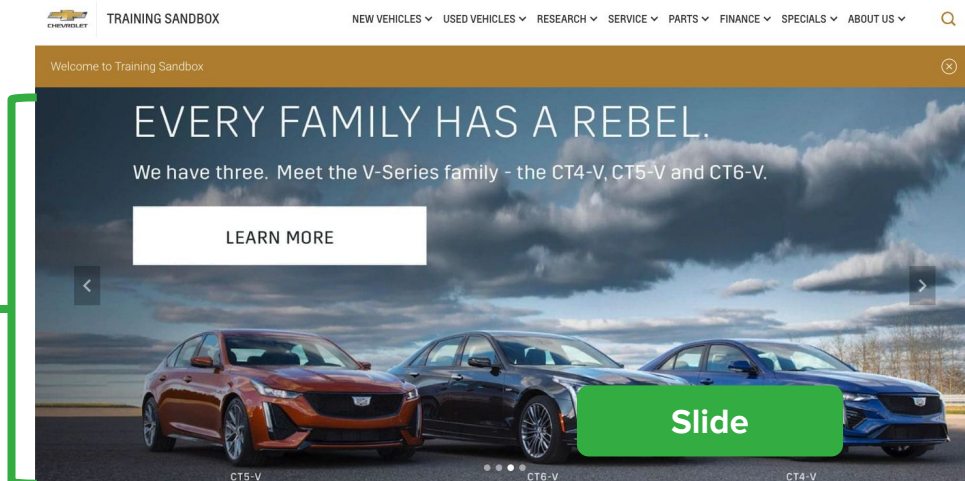 CHEVROLET
TRAINING SANDBOX
NEW VEHICLES USED VEHICLES RESEARCH SERVICE PARTS FINANCE SPECIALS ABOUT US
Welcome to Training Sandbox
EVERY FAMILY HAS A REBEL.
We have three. Meet the V-Series family - the CT4-V, CT5-V and CT6-V.
LEARN MORE
Slide
CT5-V CT6-V CT4-V